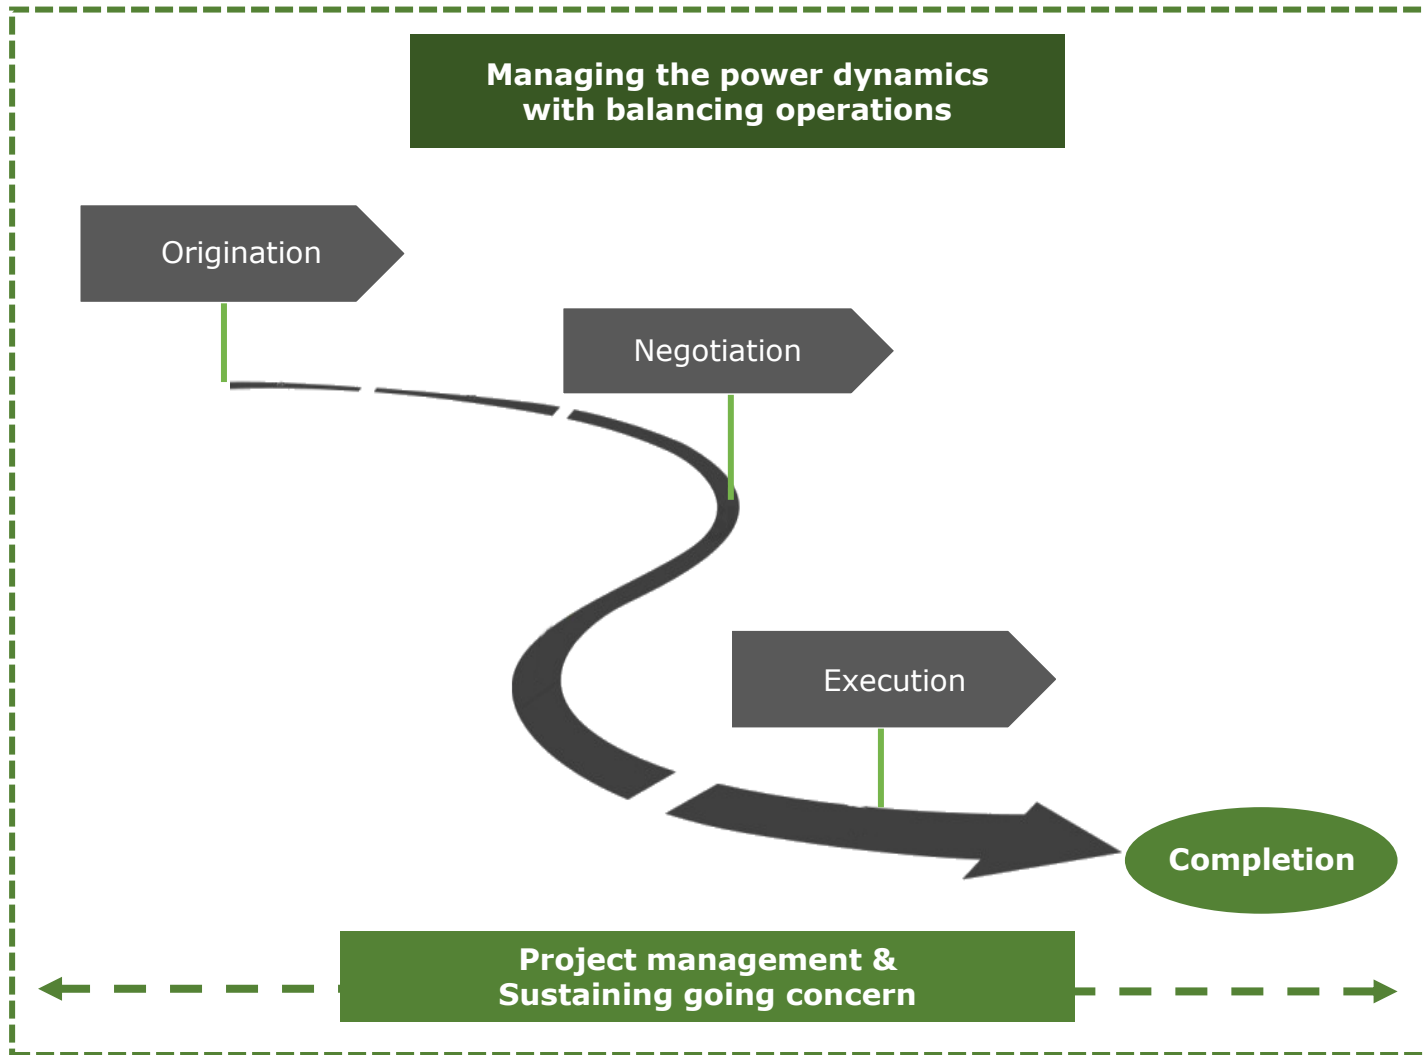 Managing the power dynamics
with balancing operations
Origination
Negotiation
Execution
Completion
Project management &
Sustaining going concern